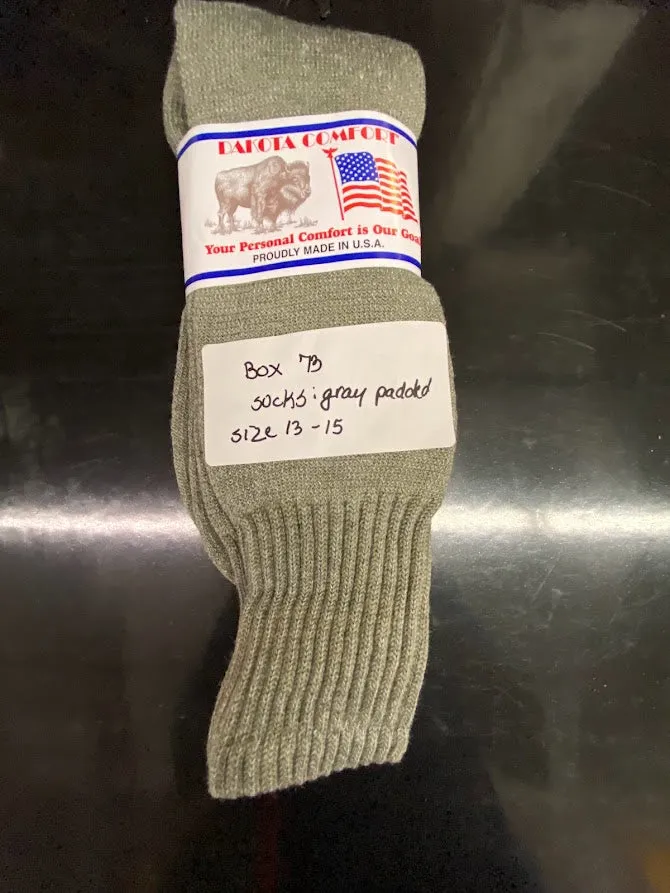 DAKOTA COMFORT
Your Personal Comfort is Our Goal
PROUDLY MADE IN U.S.A.
Box 73
socks: gray padded
size 13-15